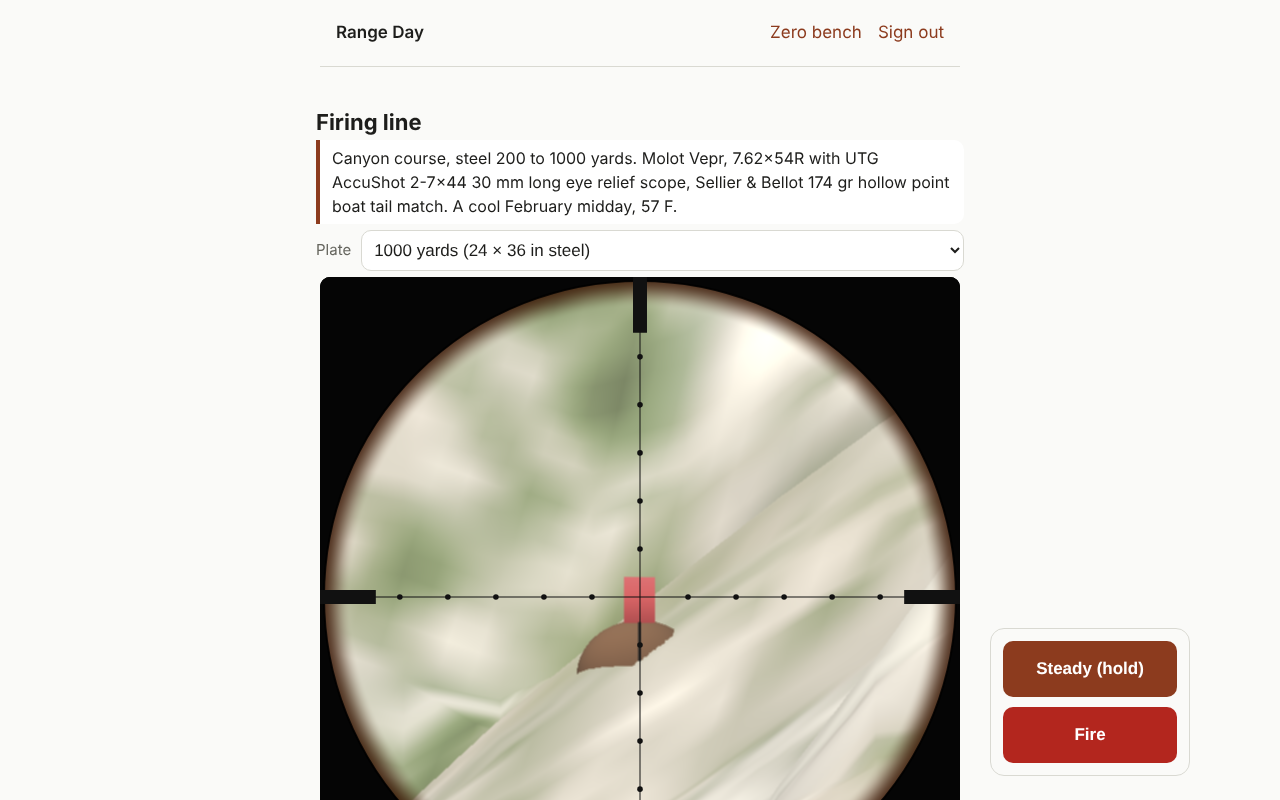 Range Day
Zero bench
Sign out
Firing line
Canyon course, steel 200 to 1000 yards. Molot Vepr, 7.62×54R with UTG
AccuShot 2-7×44 30 mm long eye relief scope, Sellier & Bellot 174 gr hollow point
boat tail match. A cool February midday, 57 F.
Plate
1000 yards (24 × 36 in steel)
Steady (hold)
Fire